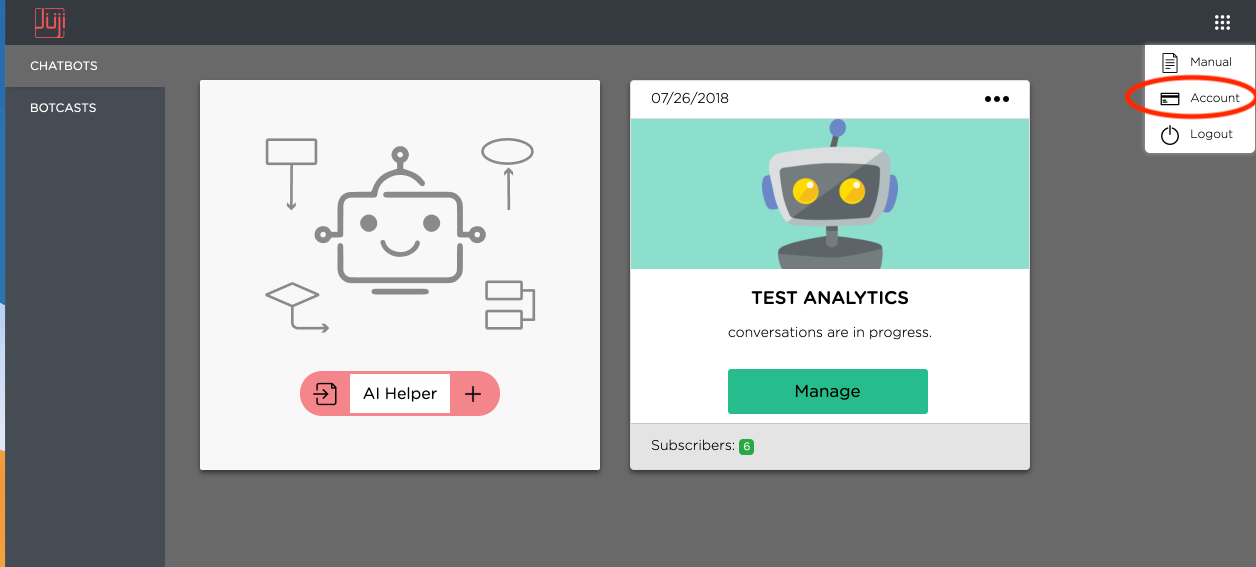 Juji
CHATBOTS
BOTCASTS
Manual
Account
Logout
AI Helper
07/26/2018
TEST ANALYTICS
conversations are in progress.
Manage
Subscribers: 6